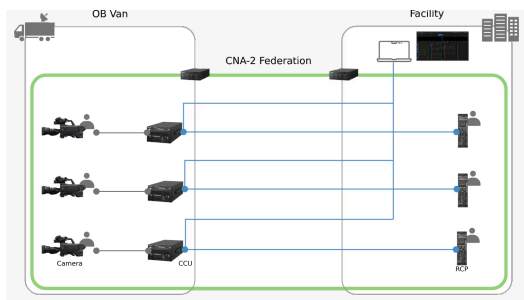 OB Van
Facility
CNA-2 Federation
Camera
CCU
RCP